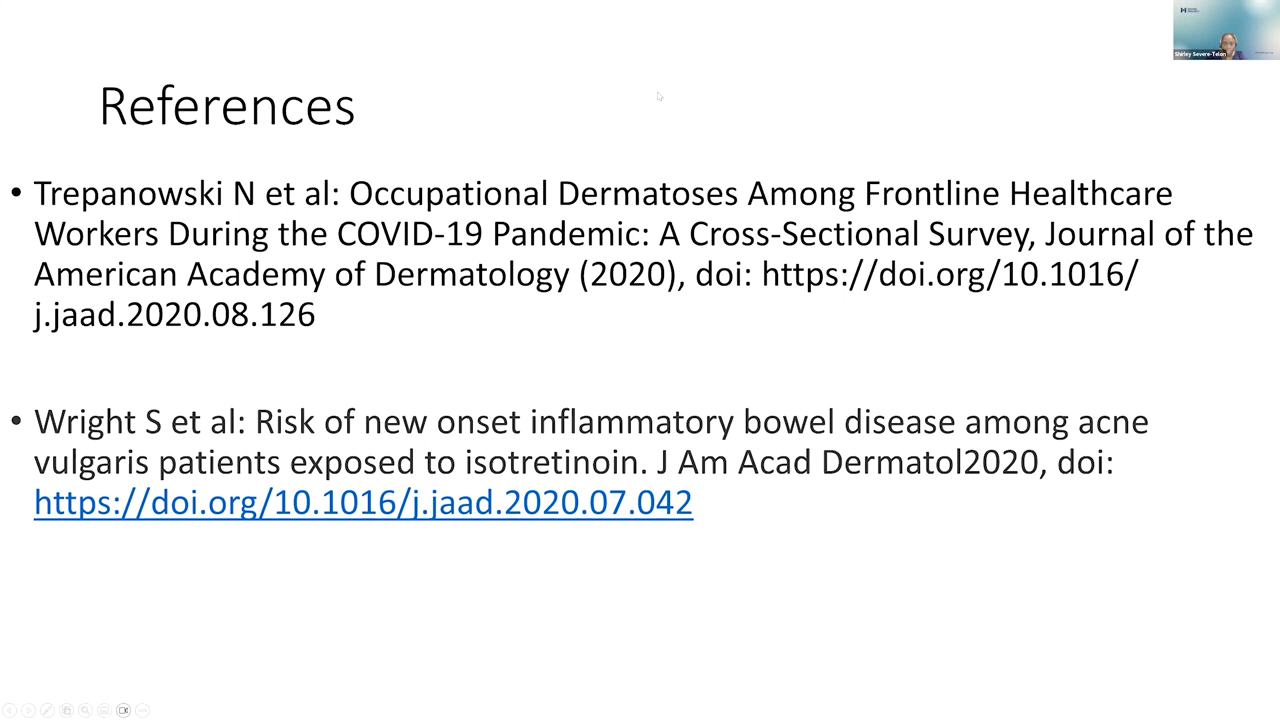 Shirley Severe-Telon
References
• Trepanowski N et al: Occupational Dermatoses Among Frontline Healthcare
Workers During the COVID-19 Pandemic: A Cross-Sectional Survey, Journal of the
American Academy of Dermatology (2020), doi: https://doi.org/10.1016/
j.jaad.2020.08.126
• Wright S et al: Risk of new onset inflammatory bowel disease among acne
vulgaris patients exposed to isotretinoin. J Am Acad Dermatol2020, doi:
https://doi.org/10.1016/j.jaad.2020.07.042